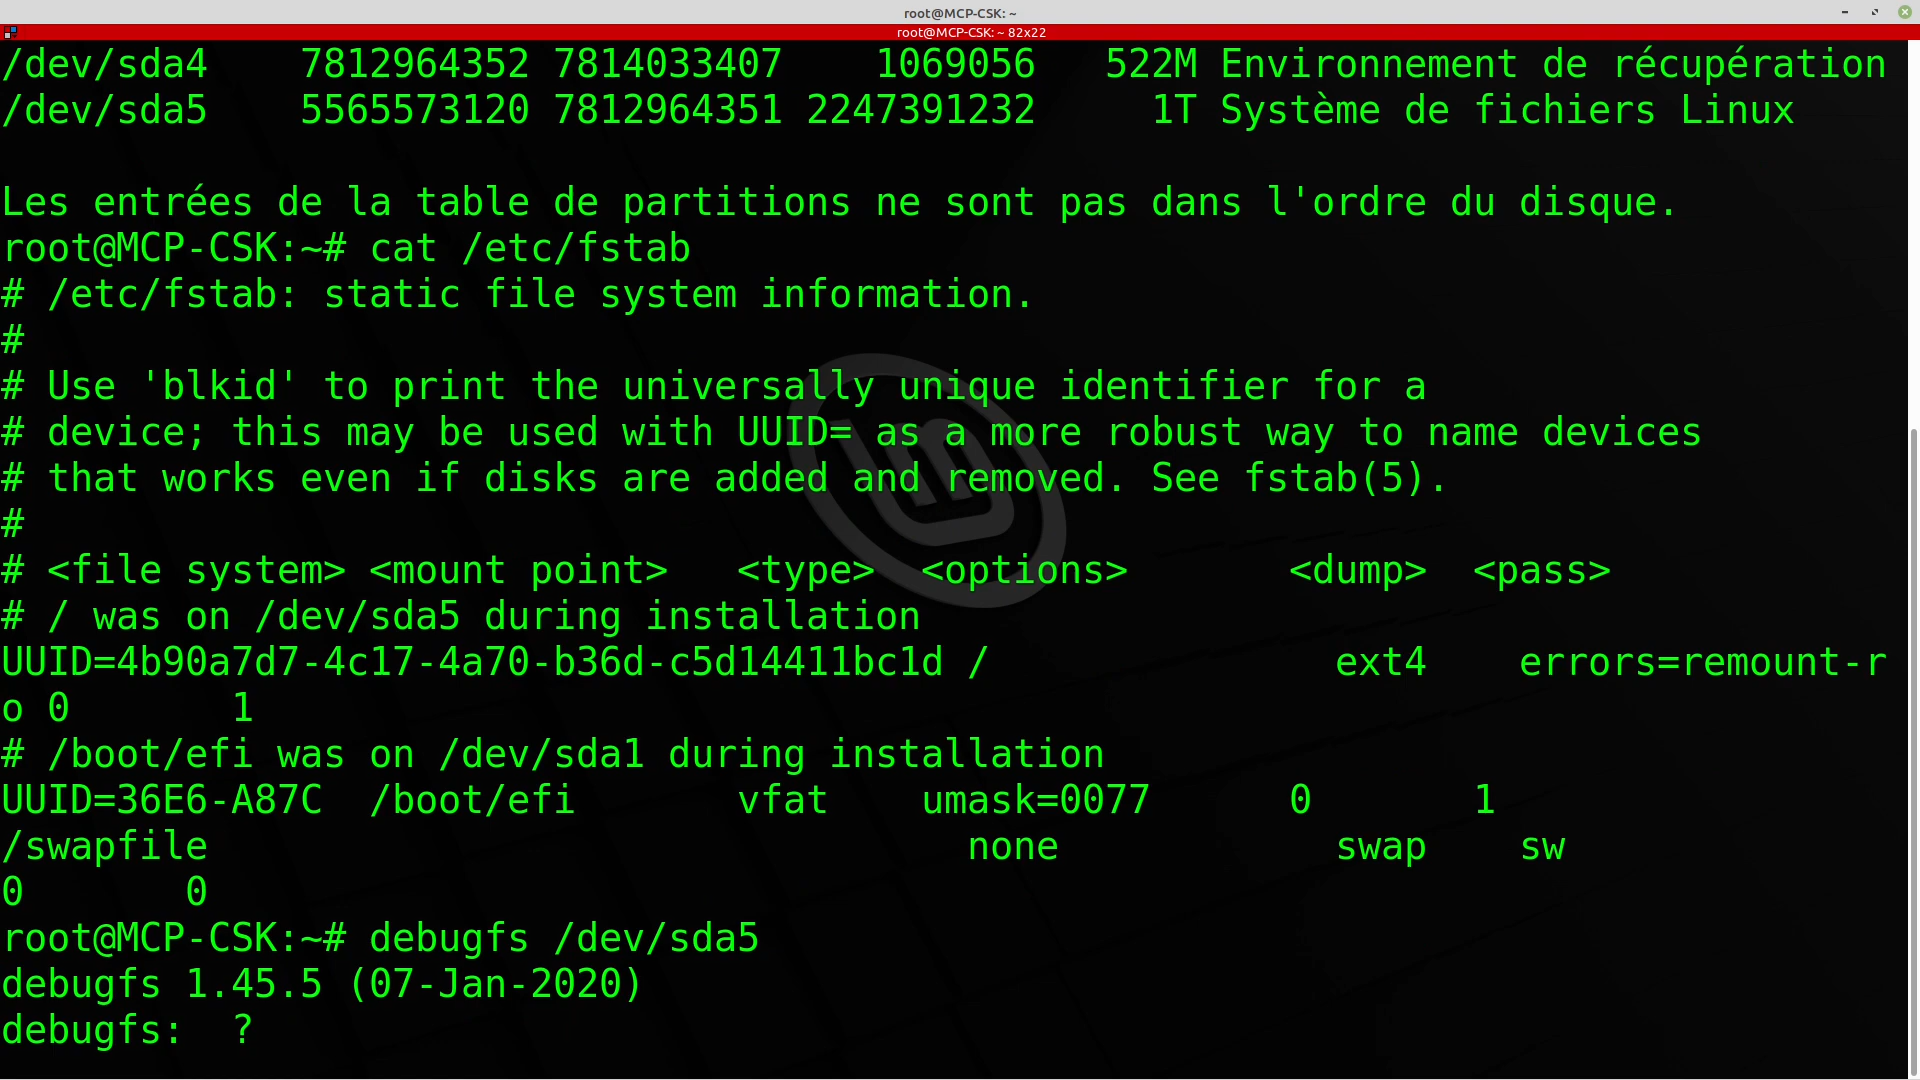 root@MCP-CSK: ~
root@MCP-CSK: ~ 82x22
/dev/sda4    7812964352 7814033407    1069056   522M Environnement de récupération
/dev/sda5    5565573120 7812964351 2247391232     1T Système de fichiers Linux
Les entrées de la table de partitions ne sont pas dans l'ordre du disque.
root@MCP-CSK:~# cat /etc/fstab
# /etc/fstab: static file system information.
#
# Use 'blkid' to print the universally unique identifier for a
# device; this may be used with UUID= as a more robust way to name devices
# that works even if disks are added and removed. See fstab(5).
#
# <file system> <mount point>   <type>  <options>       <dump>  <pass>
# / was on /dev/sda5 during installation
UUID=4b90a7d7-4c17-4a70-b36d-c5d14411bc1d /               ext4    errors=remount-r
o 0       1
# /boot/efi was on /dev/sda1 during installation
UUID=36E6-A87C  /boot/efi       vfat    umask=0077      0       1
/swapfile                                 none            swap    sw
0       0
root@MCP-CSK:~# debugfs /dev/sda5
debugfs 1.45.5 (07-Jan-2020)
debugfs:  ?